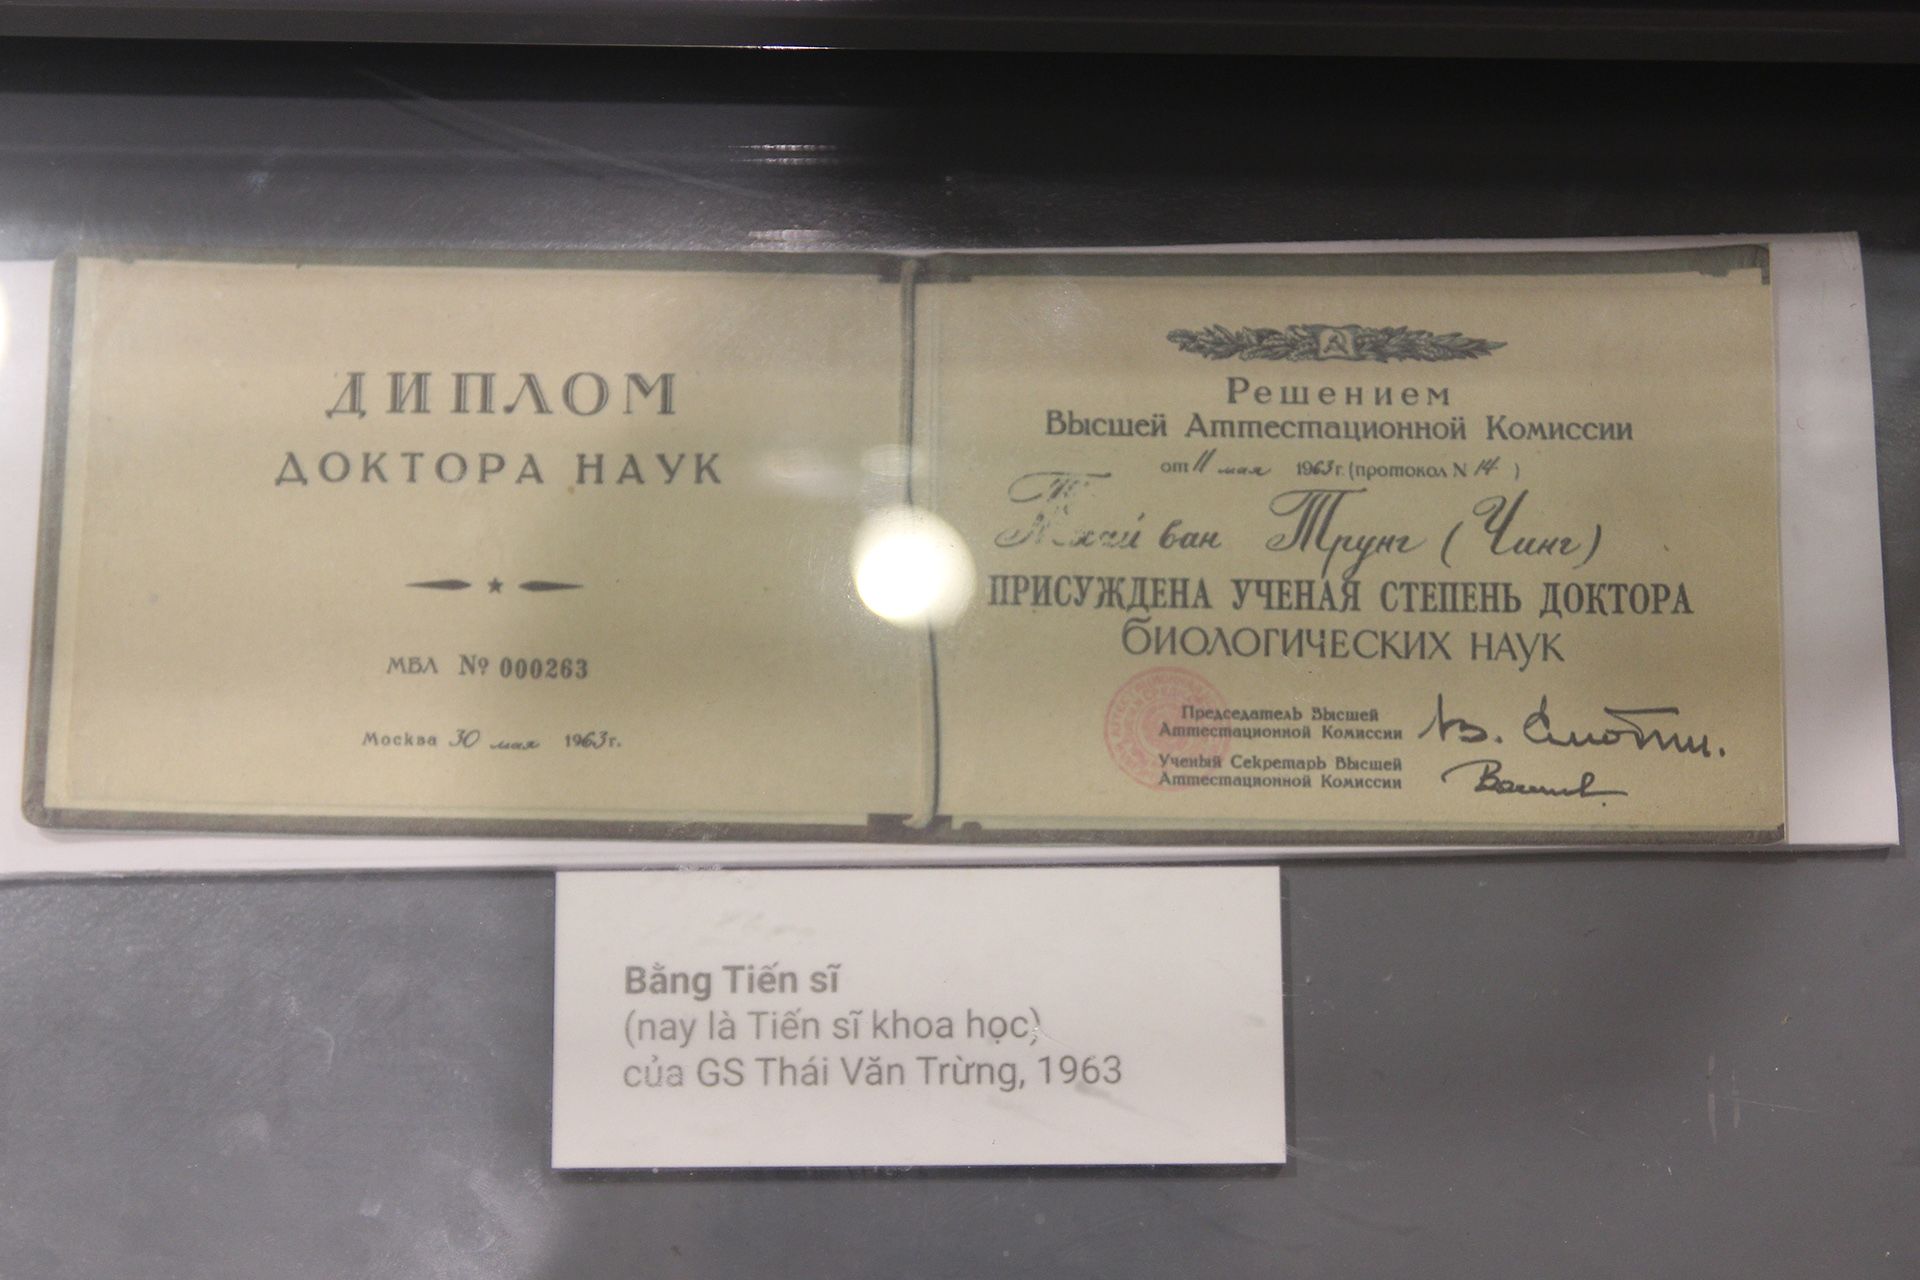 ДИПЛОМ
ДОКТОРА НАУК
МБЛ № 000263
Москва 30 мая 1963 г.
Решением
Высшей Аттестационной Комиссии
от 11 мая 1963 г. (протокол N 14 )
Тхай Ван Трунг (Чинг)
ПРИСУЖДЕНА УЧЕНАЯ СТЕПЕНЬ ДОКТОРА
БИОЛОГИЧЕСКИХ НАУК
Председатель Высшей
Аттестационной Комиссии
Ученый Секретарь Высшей
Аттестационной Комиссии
Bằng Tiến sĩ
(nay là Tiến sĩ khoa học)
của GS Thái Văn Trừng, 1963